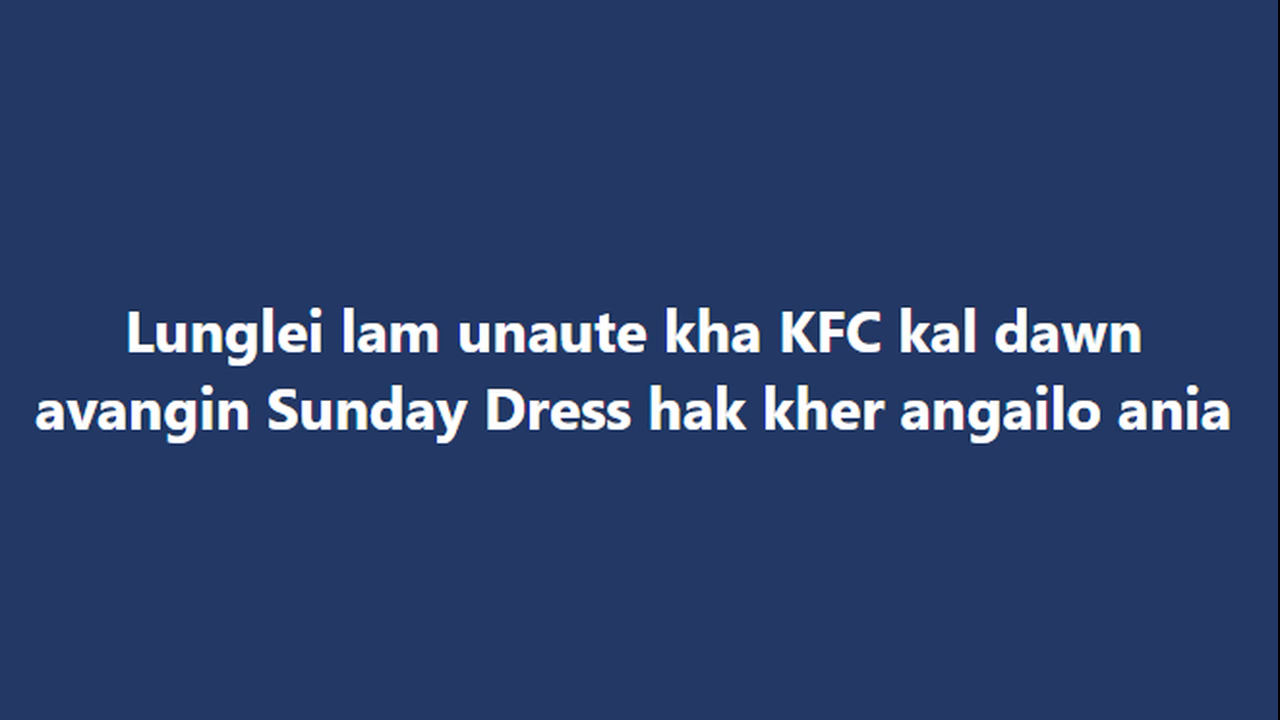 Lunglei lam unaute kha KFC kal dawn
avangin Sunday Dress hak kher angailo ania